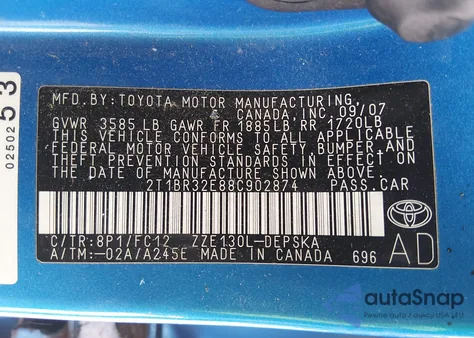 MFD. BY: TOYOTA MOTOR MANUFACTURING,
CANADA, INC 09/07
GVWR 3585 LB GAWR FR 1885LB RR 1720LB
THIS VEHICLE CONFORMS TO ALL APPLICABLE
FEDERAL MOTOR VEHICLE SAFETY, BUMPER, AND
THEFT PREVENTION STANDARDS IN EFFECT ON
THE DATE OF MANUFACTURE SHOWN ABOVE.
2T1BR32E88C902874 PASS.CAR
C/TR:8P1/FC12 ZZE130L-DEPSKA
A/TM:-02A/A245E MADE IN CANADA 696
AD
02502
53
autoSnap